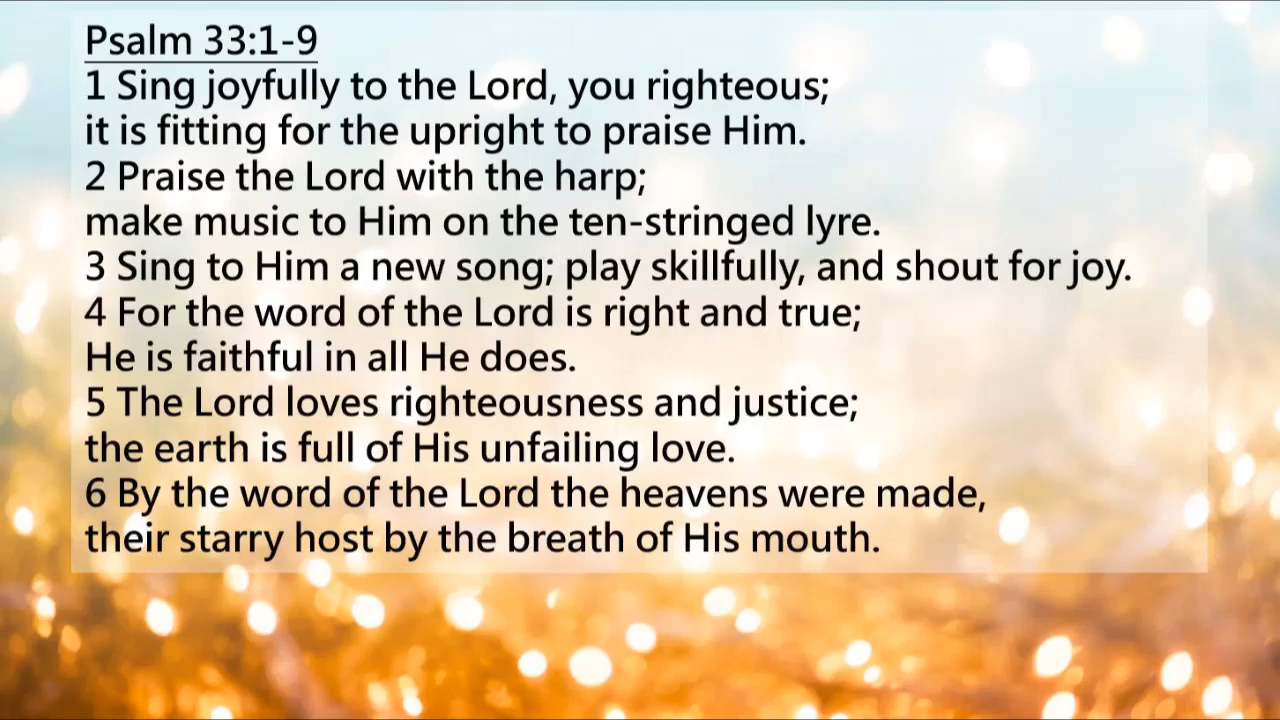 Psalm 33:1-9
1 Sing joyfully to the Lord, you righteous;
it is fitting for the upright to praise Him.
2 Praise the Lord with the harp;
make music to Him on the ten-stringed lyre.
3 Sing to Him a new song; play skillfully, and shout for joy.
4 For the word of the Lord is right and true;
He is faithful in all He does.
5 The Lord loves righteousness and justice;
the earth is full of His unfailing love.
6 By the word of the Lord the heavens were made,
their starry host by the breath of His mouth.